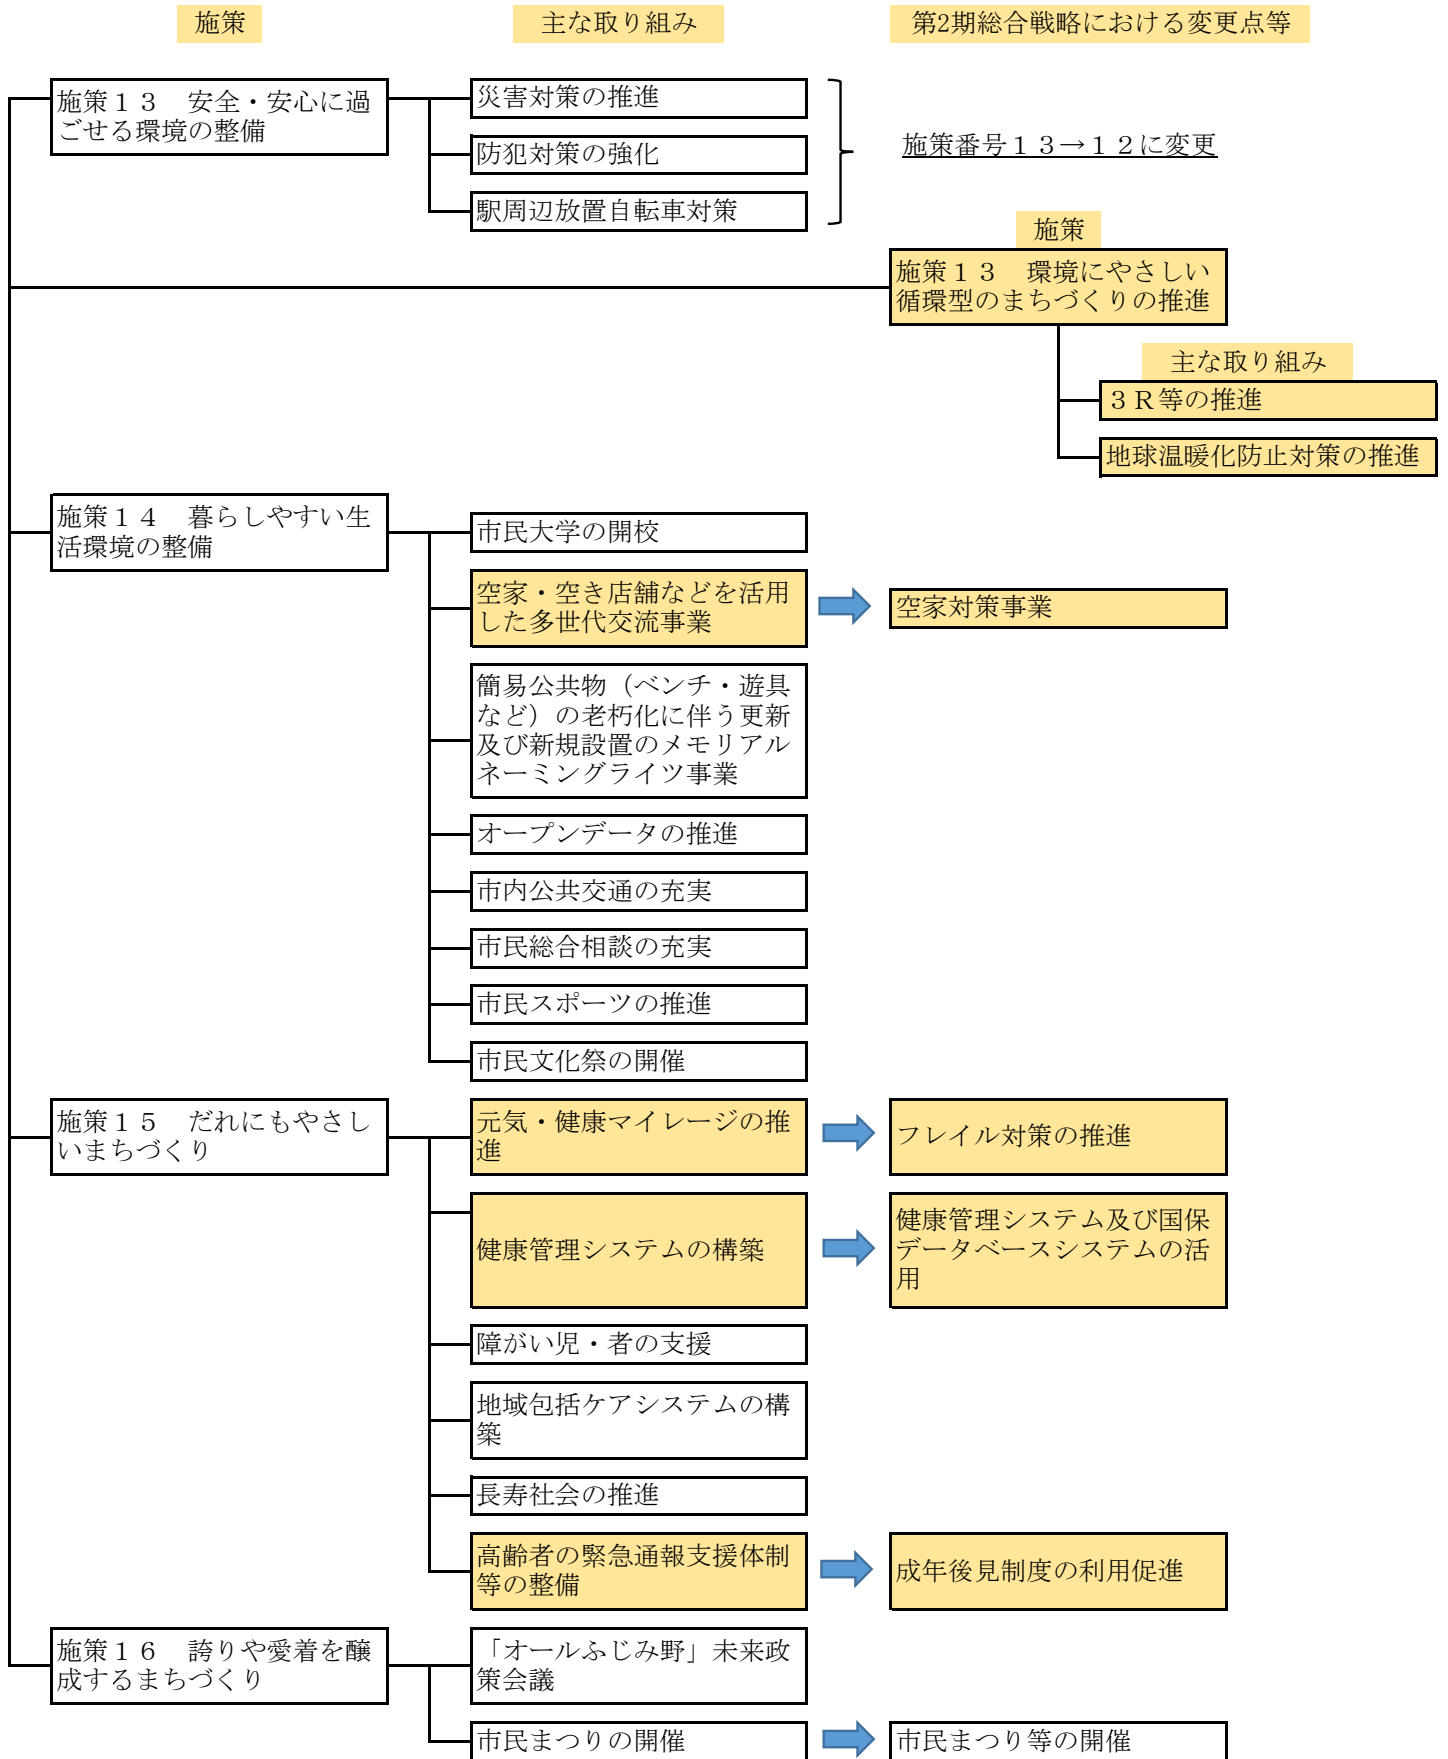 施策
主な取り組み
第2期総合戦略における変更点等
施策１３　安全・安心に過
ごせる環境の整備
災害対策の推進
防犯対策の強化
駅周辺放置自転車対策
施策番号１３→１２に変更
施策
施策１３　環境にやさしい
循環型のまちづくりの推進
主な取り組み
３Ｒ等の推進
地球温暖化防止対策の推進
施策１４　暮らしやすい生
活環境の整備
市民大学の開校
空家・空き店舗などを活用
した多世代交流事業
空家対策事業
簡易公共物（ベンチ・遊具
など）の老朽化に伴う更新
及び新規設置のメモリアル
ネーミングライツ事業
オープンデータの推進
市内公共交通の充実
市民総合相談の充実
市民スポーツの推進
市民文化祭の開催
施策１５　だれにもやさし
いまちづくり
元気・健康マイレージの推
進
フレイル対策の推進
健康管理システムの構築
健康管理システム及び国保
データベースシステムの活
用
障がい児・者の支援
地域包括ケアシステムの構
築
長寿社会の推進
高齢者の緊急通報支援体制
等の整備
成年後見制度の利用促進
施策１６　誇りや愛着を醸
成するまちづくり
「オールふじみ野」未来政
策会議
市民まつりの開催
市民まつり等の開催